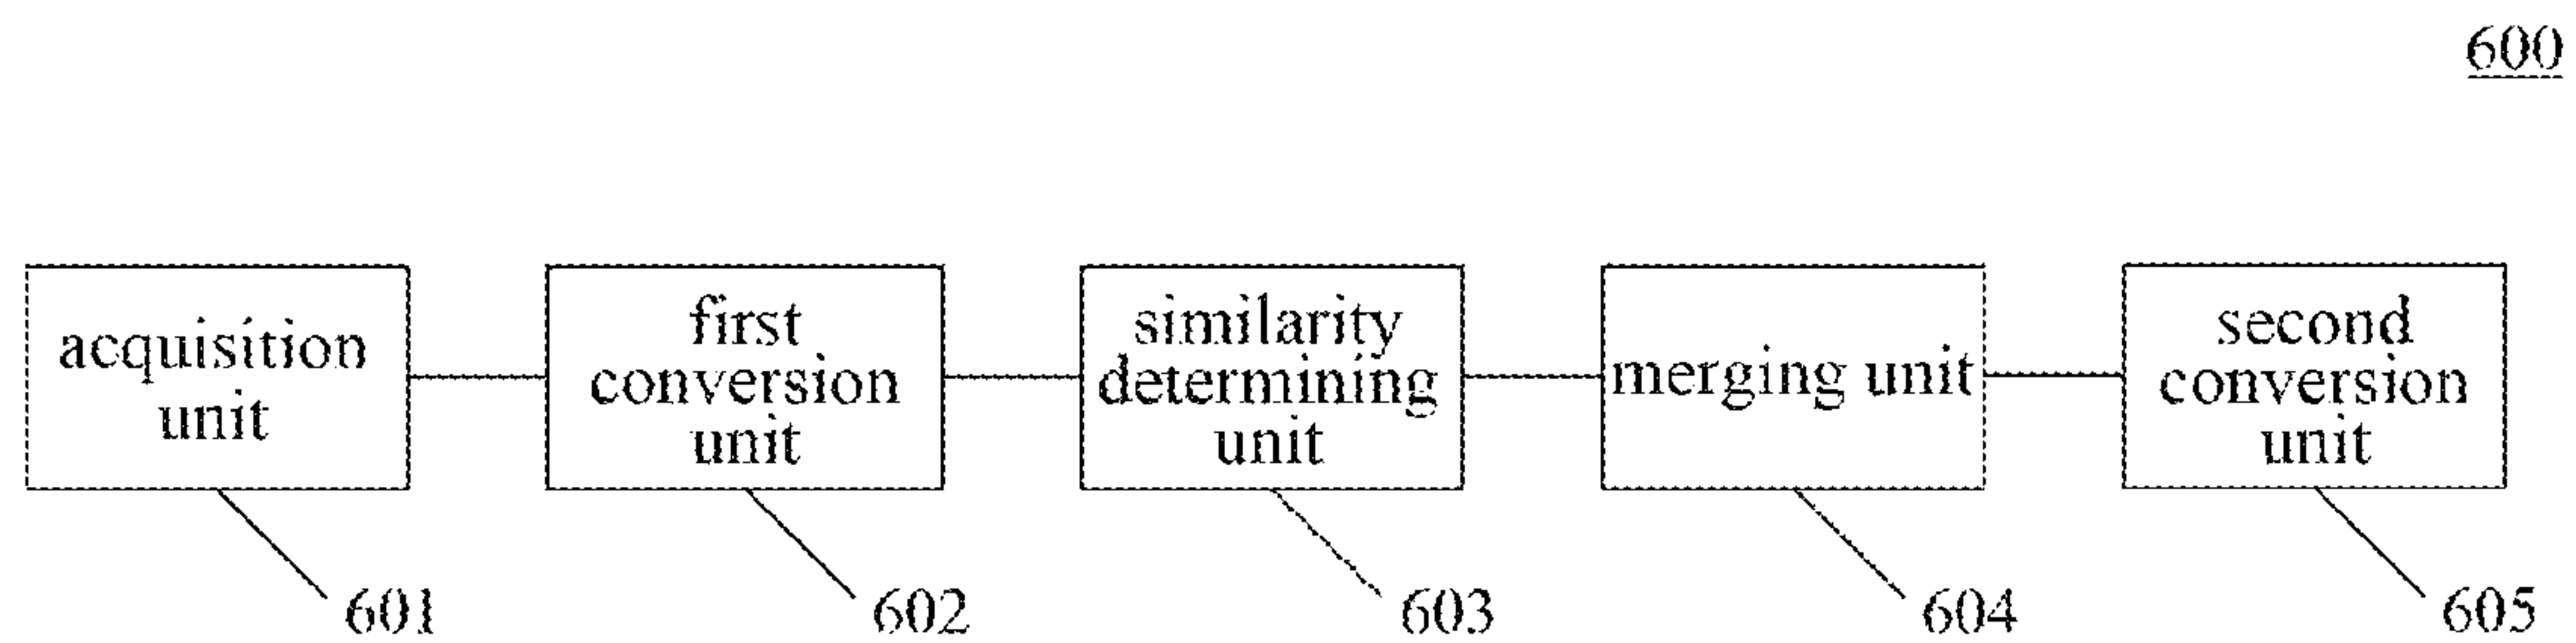 600
acquisition
unit
first
conversion
unit
similarity
determining
unit
merging unit
second
conversion
unit
601
602
603
604
605